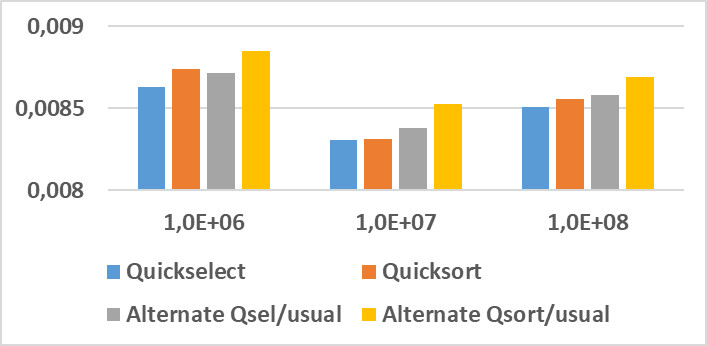 0,009
0,0085
0,008
1,0E+06 1,0E+07 1,0E+08
Quickselect Quicksort
Alternate Qsel/usual Alternate Qsort/usual